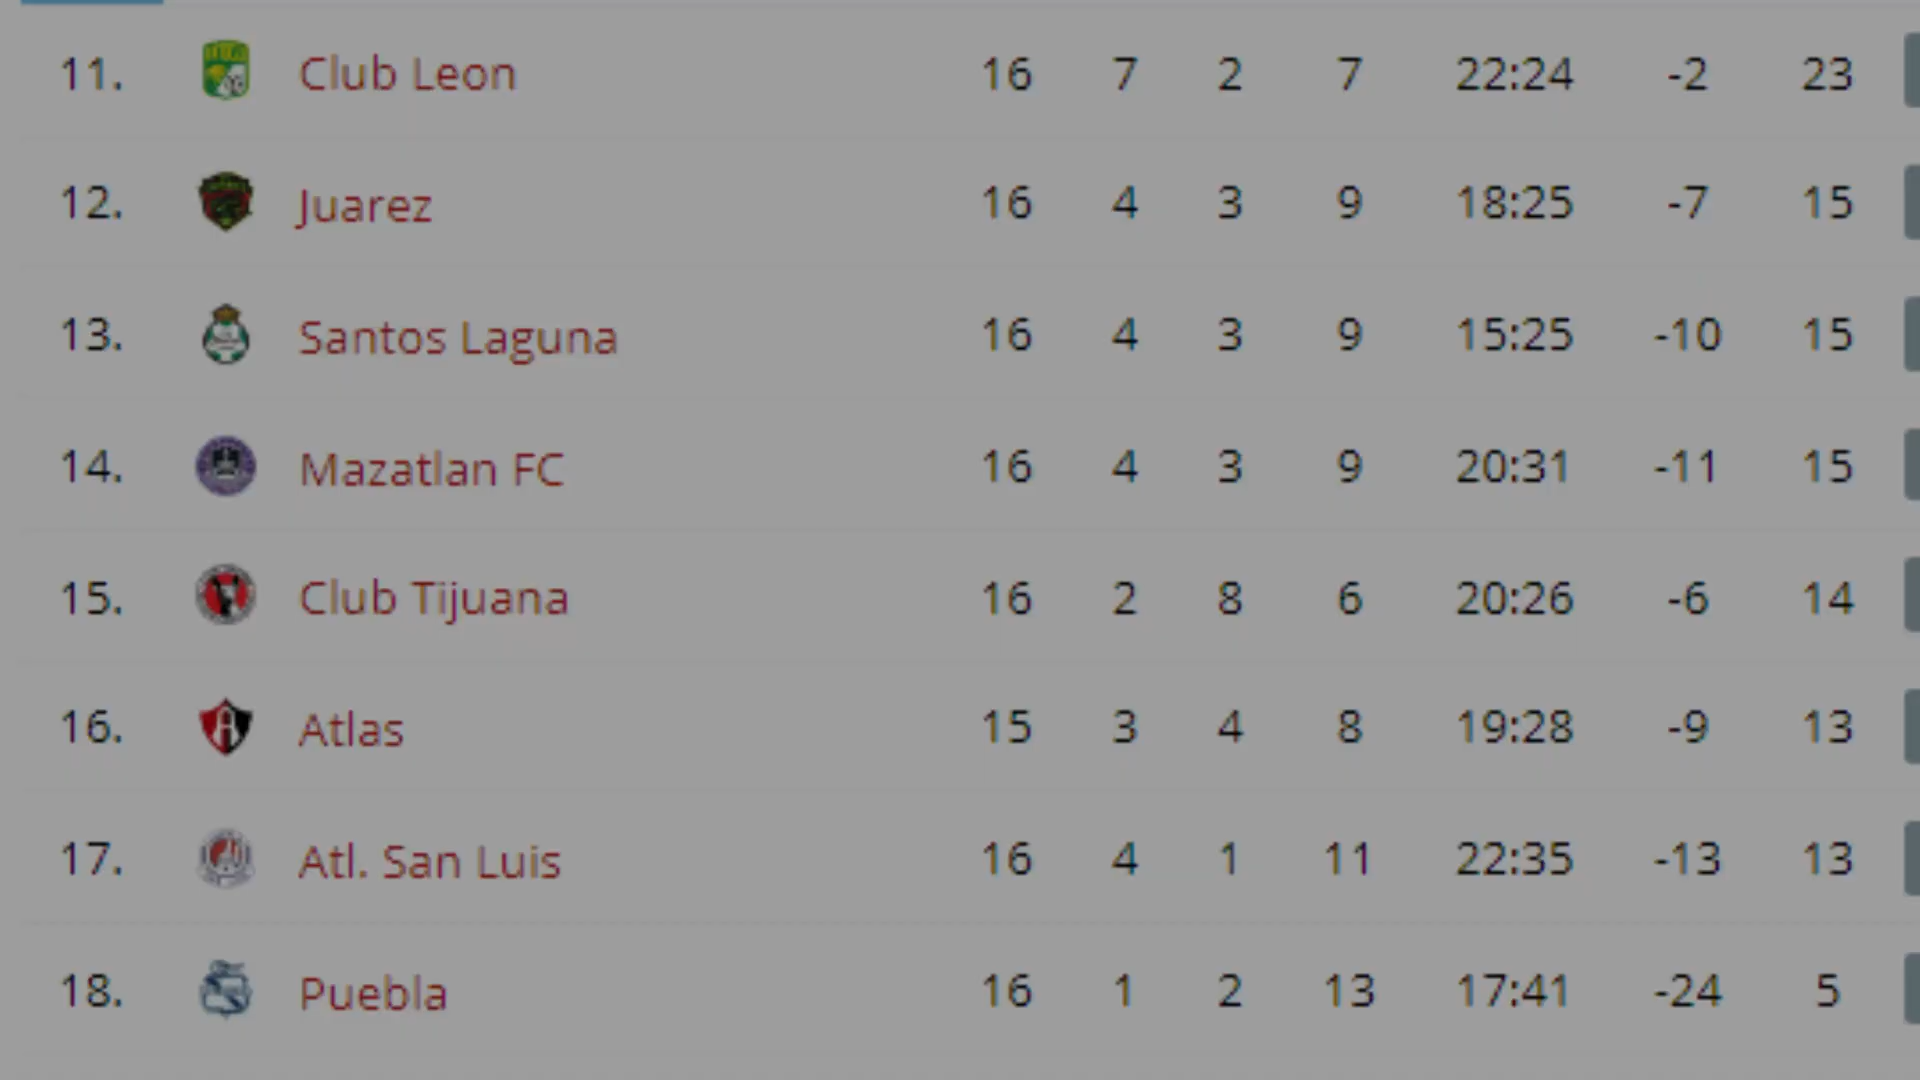 11. Club Leon 16 7 2 7 22:24 -2 23
12. Juarez 16 4 3 9 18:25 -7 15
13. Santos Laguna 16 4 3 9 15:25 -10 15
14. Mazatlan FC 16 4 3 9 20:31 -11 15
15. Club Tijuana 16 2 8 6 20:26 -6 14
16. Atlas 15 3 4 8 19:28 -9 13
17. Atl. San Luis 16 4 1 11 22:35 -13 13
18. Puebla 16 1 2 13 17:41 -24 5